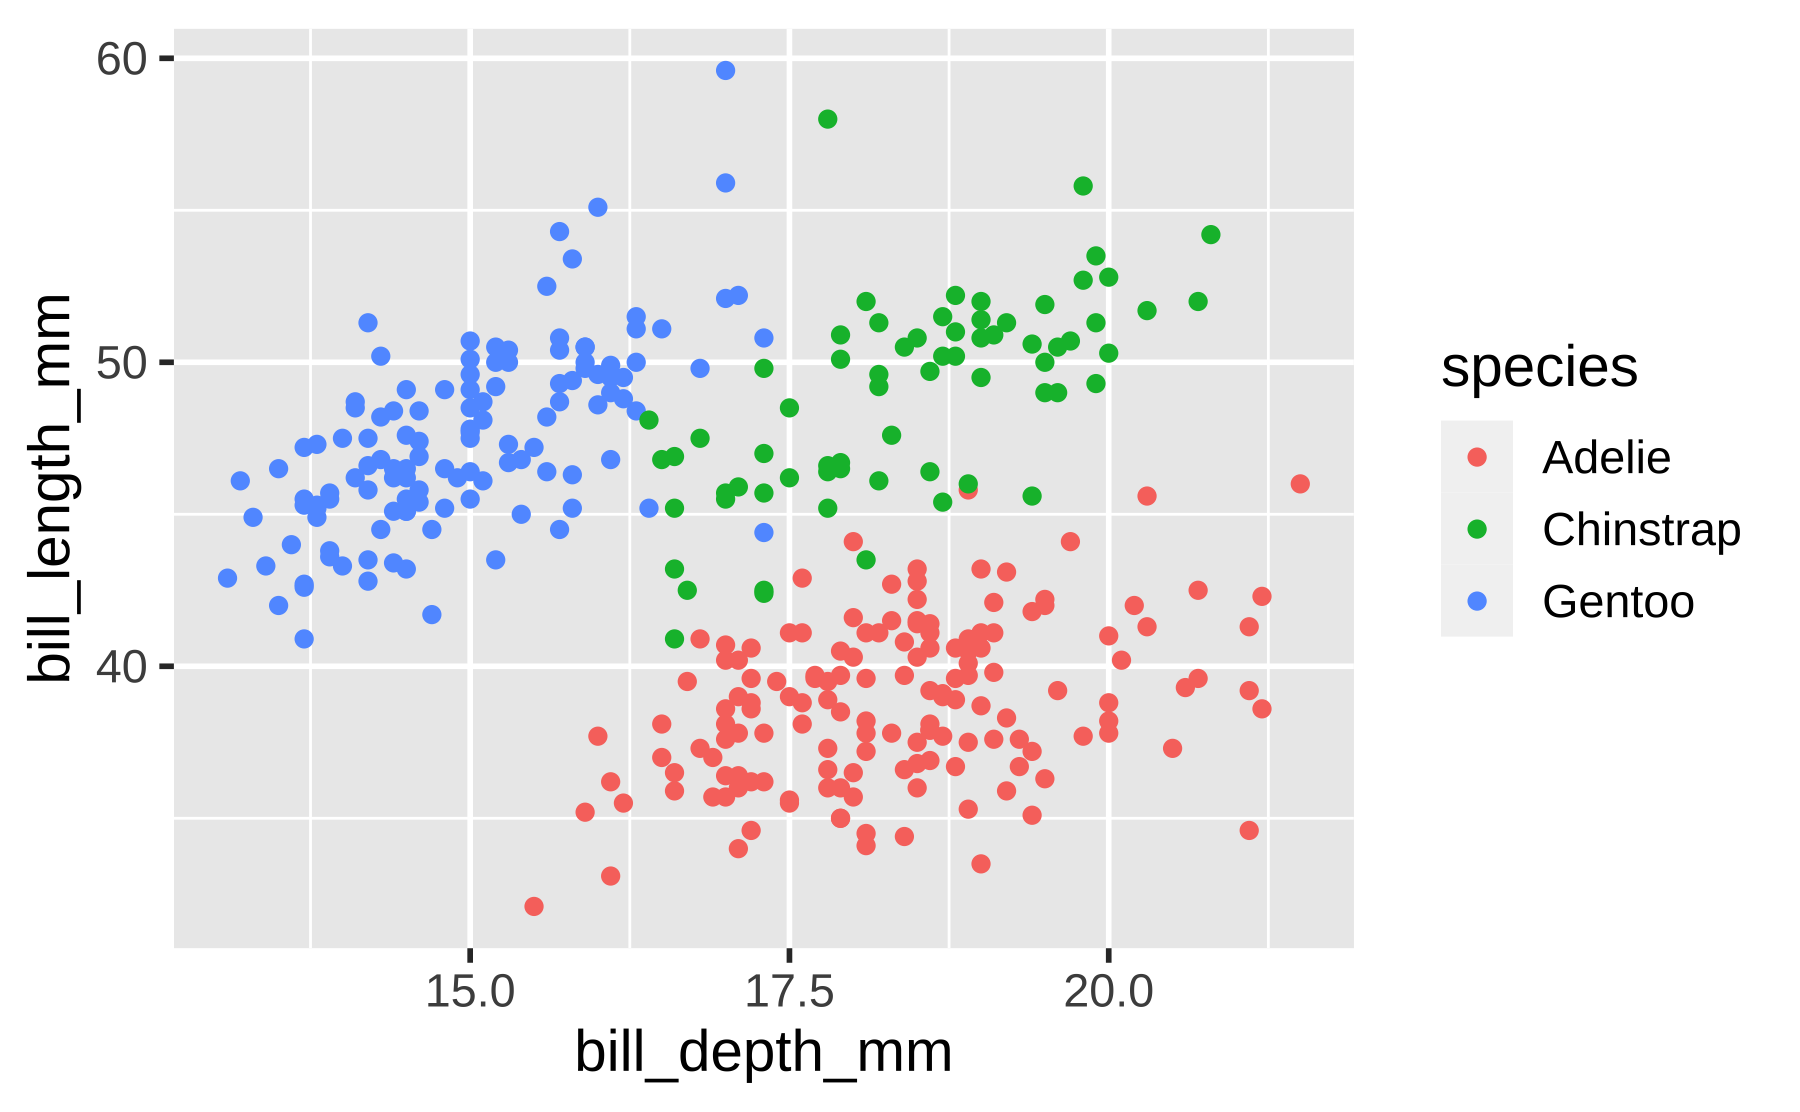 60
50
40
bill_length_mm
15.0 17.5 20.0
bill_depth_mm
species
Adelie
Chinstrap
Gentoo